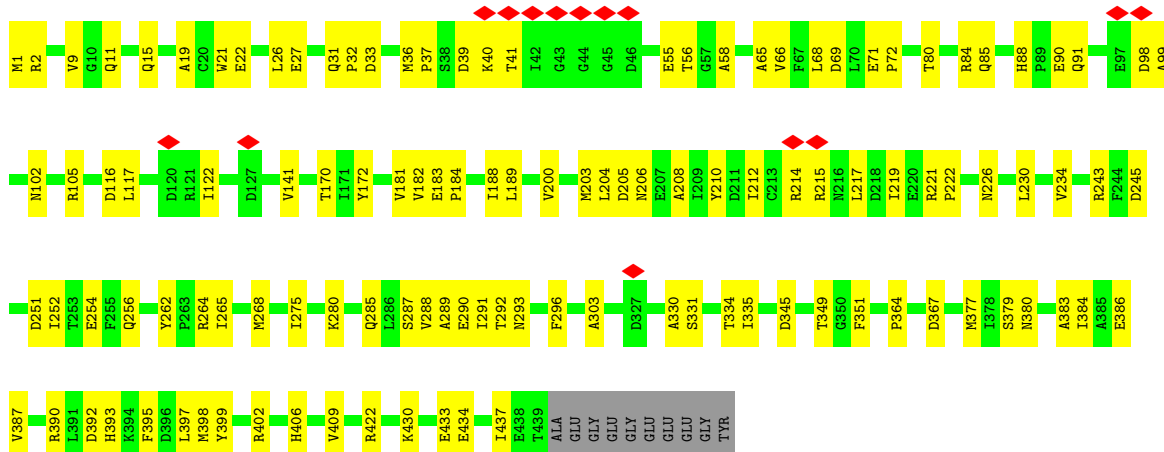 M1 R2 V9 G10 Q11 Q15 A19 C20 W21 E22 L26 E27 Q31 P32 D33 M36 P37 S38 D39 K40 T41 I42 G43 G44 G45 D46 E55 T56 G57 A58 A65 V66 F67 L68 D69 L70 E71 P72 T80 R84 Q85 H88 P89 E90 Q91 E97 D98 A99
N102 R105 D116 L117 D120 R121 I122 D127 V141 T170 I171 Y172 V181 V182 E183 P184 I188 L189 V200 M203 L204 D205 N206 E207 A208 I209 Y210 D211 I212 C213 R214 R215 N216 L217 D218 I219 E220 R221 P222 N226 L230 V234 R243 F244 D245
D251 I252 T253 E254 F255 Q256 Y262 P263 R264 I265 M268 I275 K280 Q285 L286 S287 V288 A289 E290 I291 T292 N293 F296 A303 D327 A330 S331 T334 I335 D345 T349 G350 F351 P364 D367 M377 I378 S379 N380 A383 I384 A385 E386
V387 R390 L391 D392 H393 K394 F395 D396 L397 M398 Y399 R402 H406 V409 R422 K430 E433 E434 I437 E438 T439 ALA GLU GLY GLU GLU GLY GLU GLU GLU GLY TYR